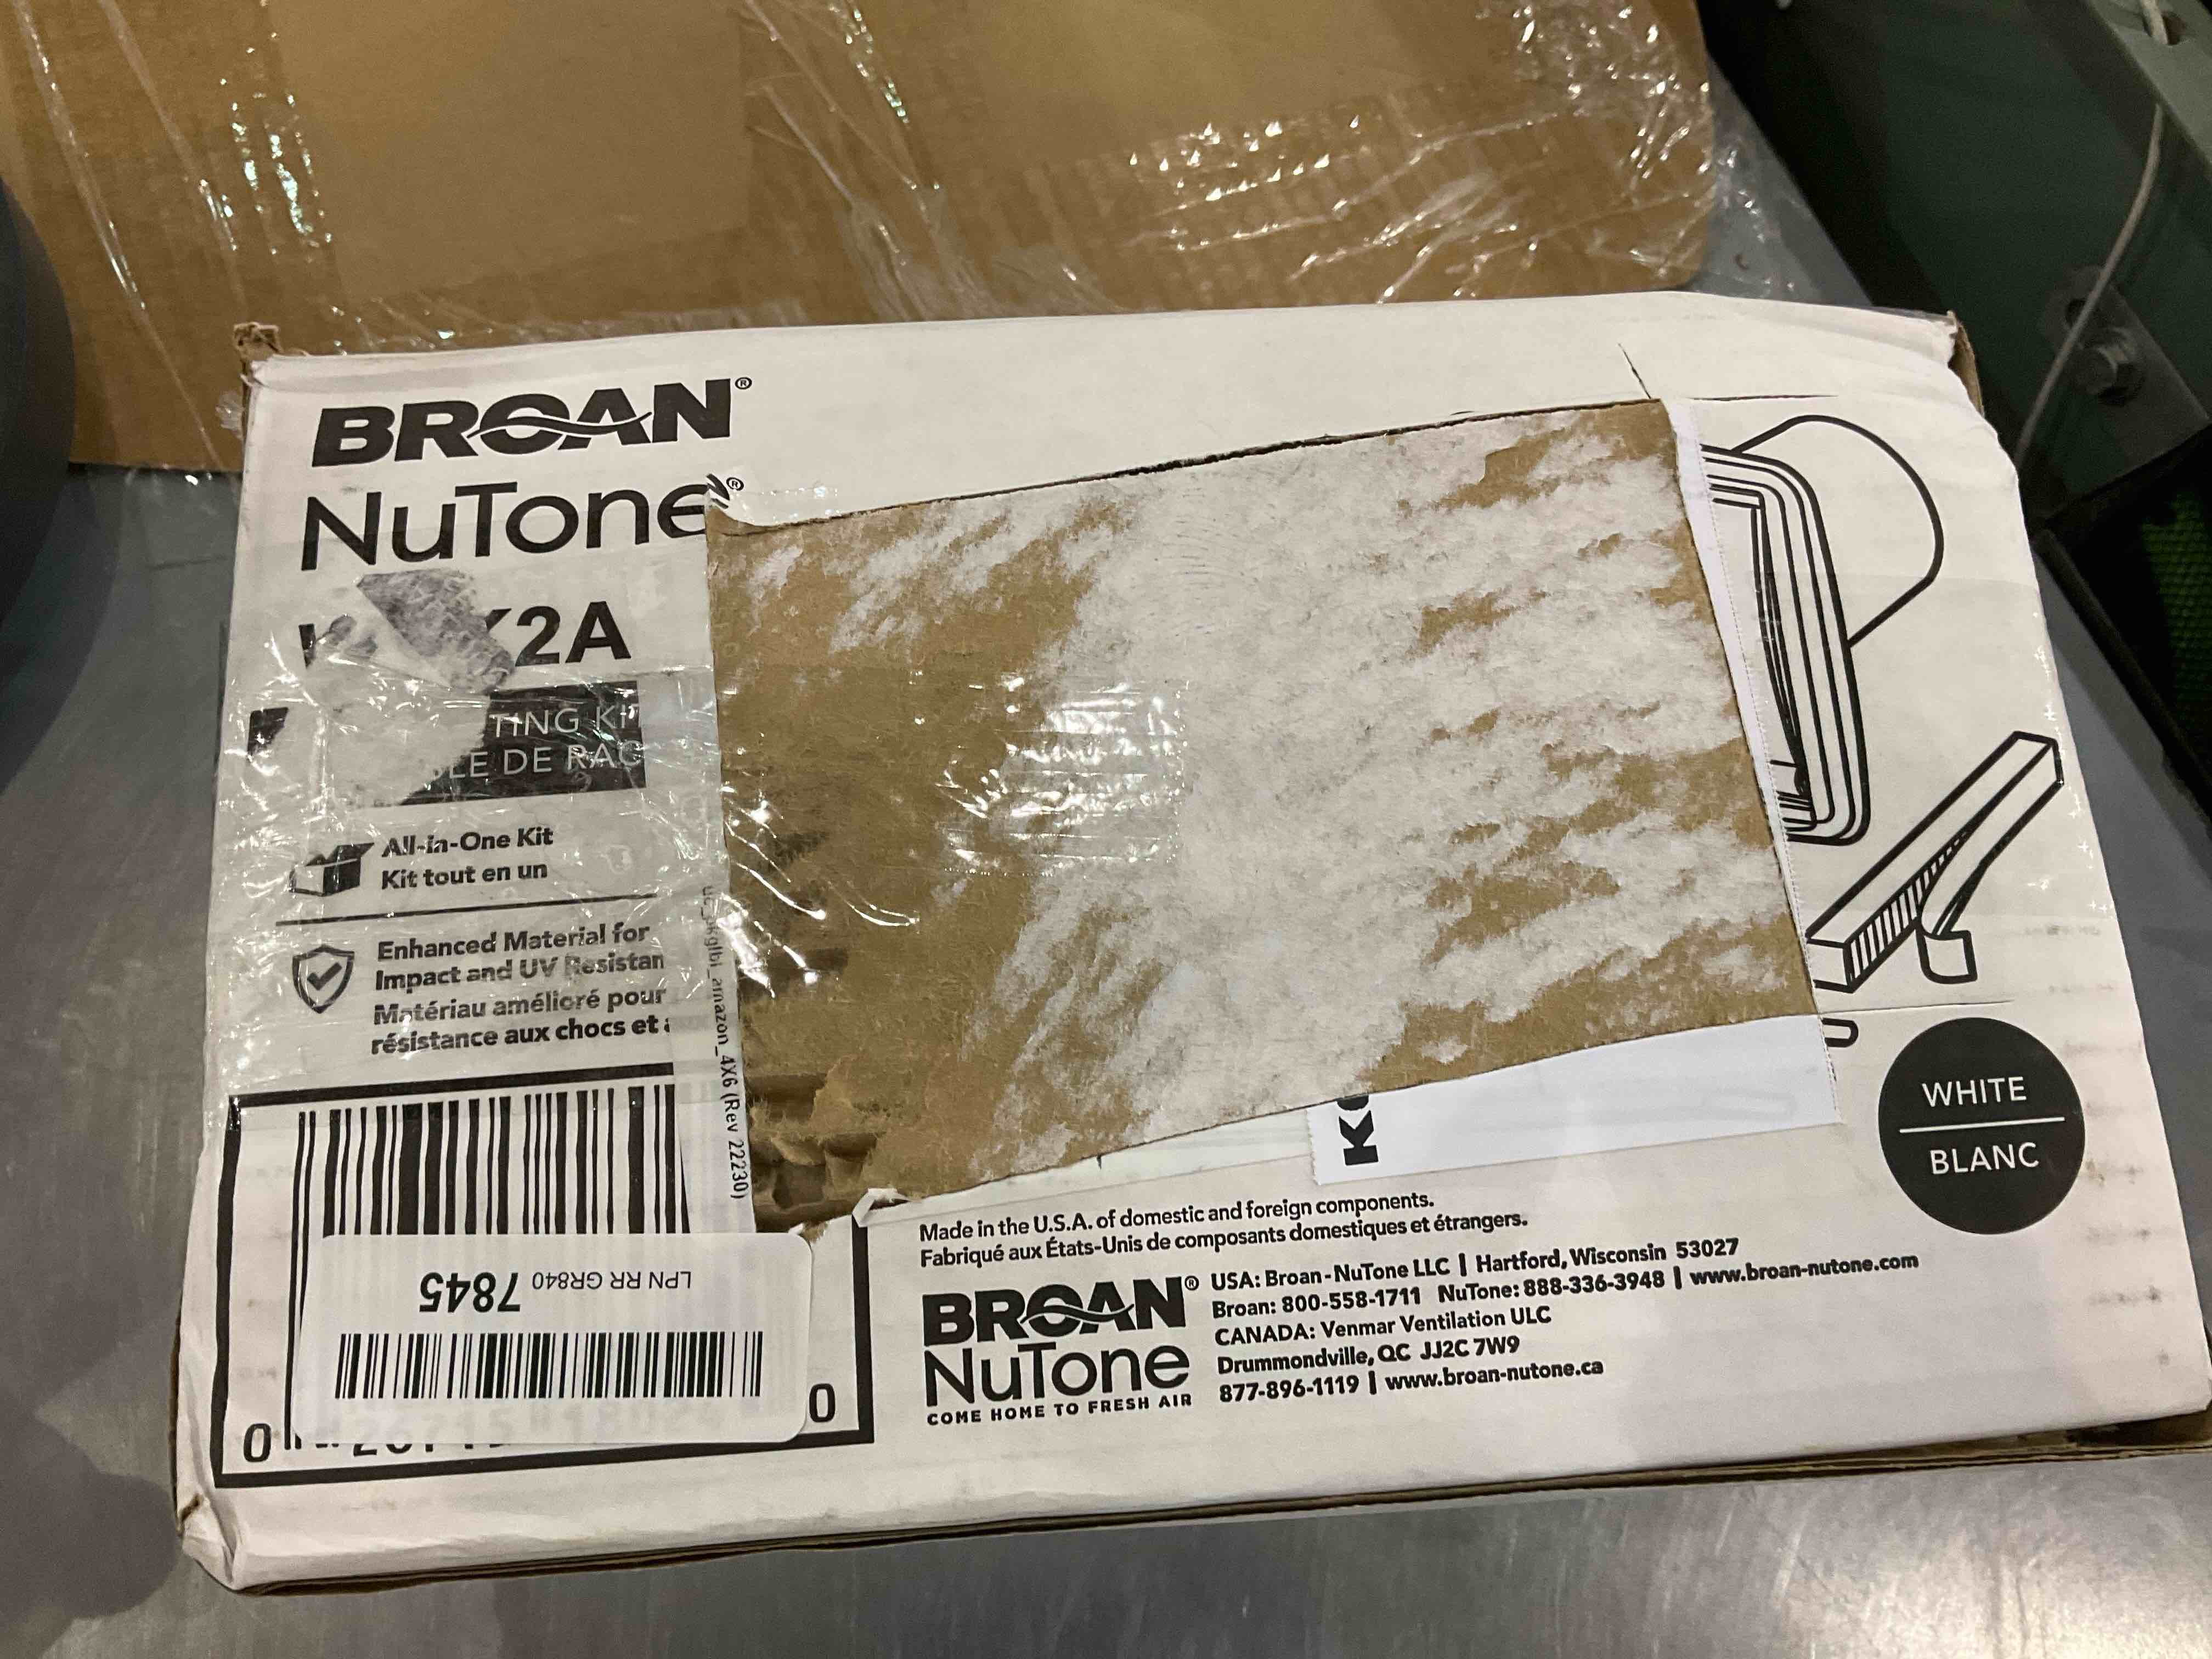 BROAN®
NuTone®
2A
TING KI
LE DE RAC
All-in-One Kit
Kit tout en un
Enhanced Material for
Impact and UV Resistan
Matériau amélioré pour
résistance aux chocs et
amazon_4X6 (Rev 22230)
LPN RR GR840 7845
0
0
KC
WHITE
BLANC
Made in the U.S.A. of domestic and foreign components.
Fabriqué aux États-Unis de composants domestiques et étrangers.
BROAN®
NuTone
COME HOME TO FRESH AIR
USA: Broan-NuTone LLC | Hartford, Wisconsin 53027
Broan: 800-558-1711 NuTone: 888-336-3948 | www.broan-nutone.com
CANADA: Venmar Ventilation ULC
Drummondville, QC JJ2C 7W9
877-896-1119 | www.broan-nutone.ca